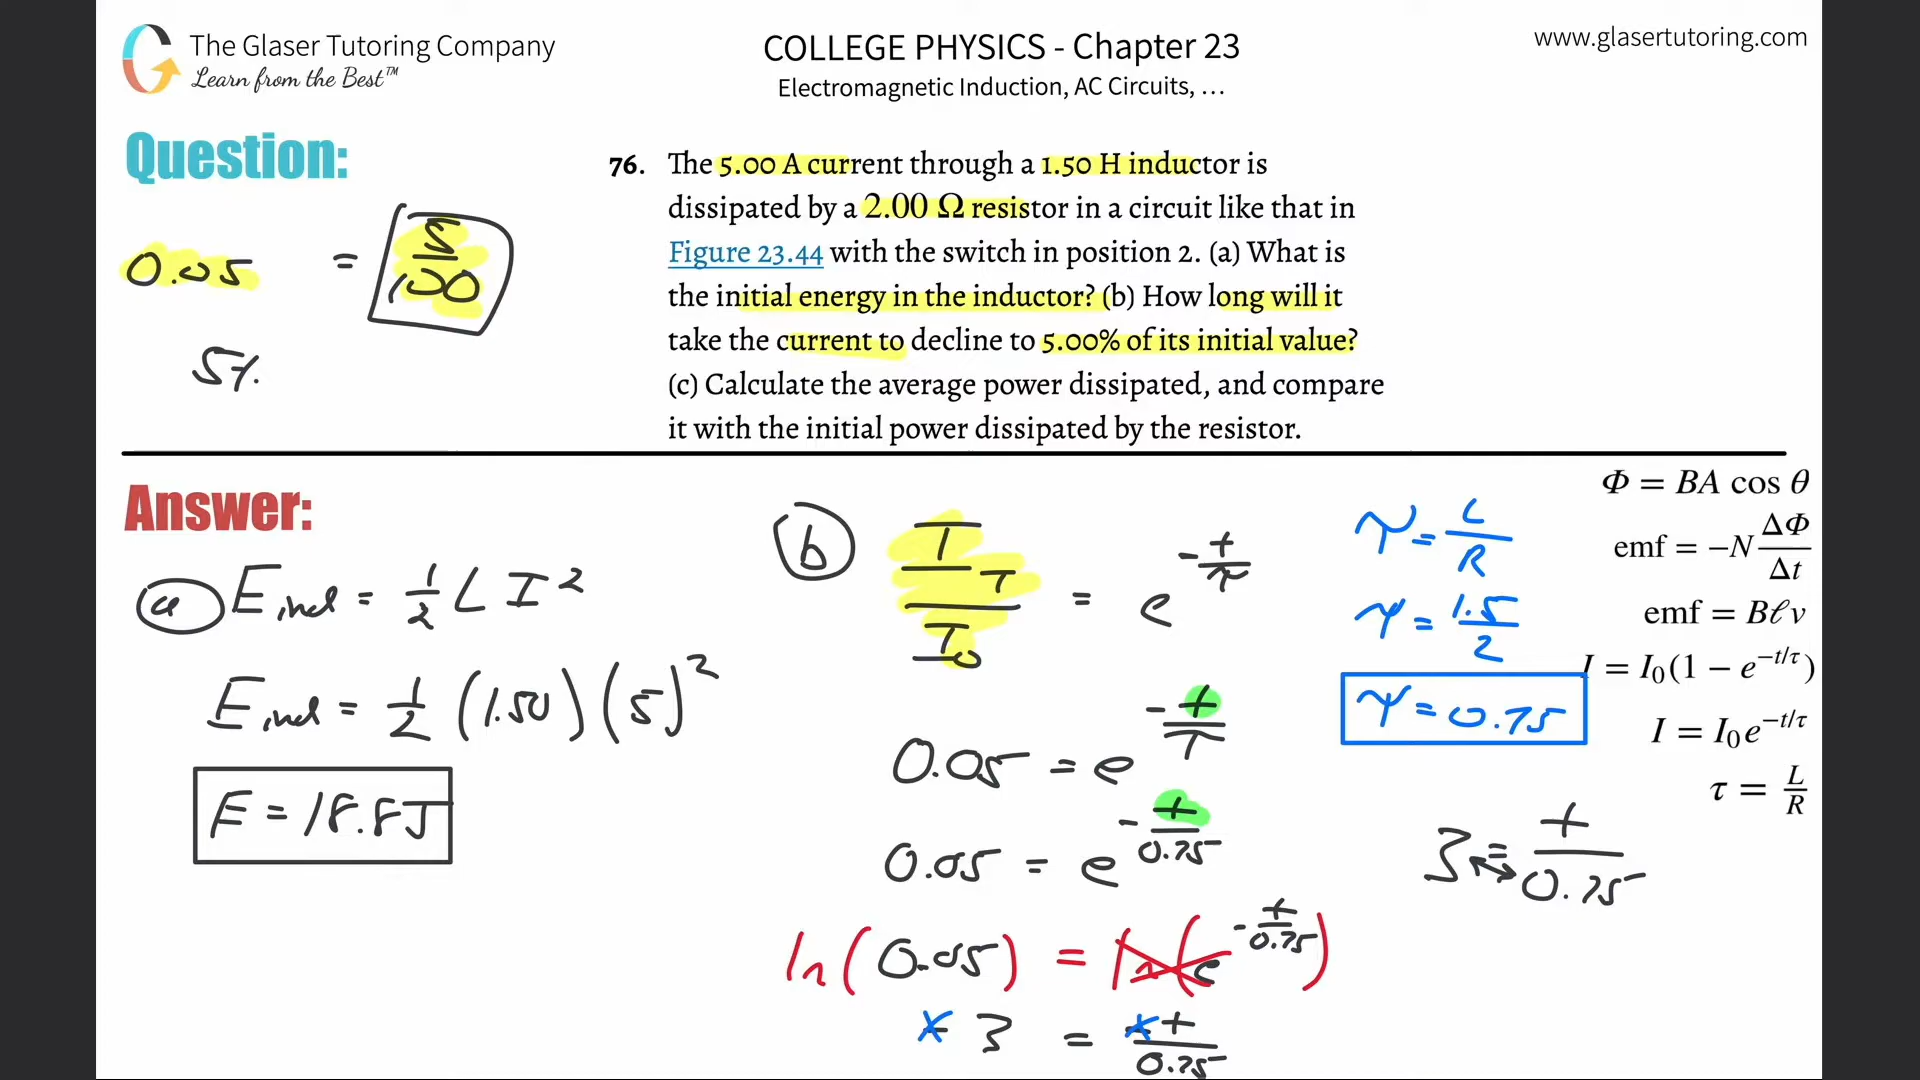 The Glaser Tutoring Company
Learn from the Best™
COLLEGE PHYSICS - Chapter 23
Electromagnetic Induction, AC Circuits, …
www.glasertutoring.com
Question:
0.05 = 5/100
5%
76. The 5.00 A current through a 1.50 H inductor is
dissipated by a 2.00 Ω resistor in a circuit like that in
Figure 23.44 with the switch in position 2. (a) What is
the initial energy in the inductor? (b) How long will it
take the current to decline to 5.00% of its initial value?
(c) Calculate the average power dissipated, and compare
it with the initial power dissipated by the resistor.
Answer:
a E ind = 1/2 L I²
E ind = 1/2 (1.50)(5)²
E = 18.8J
b I/I₀ = e^(-t/τ)
0.05 = e^(-t/τ)
0.05 = e^(-t/0.75)
ln(0.05) = ln(e^(-t/0.75))
- 3 = -t/0.75
τ = L/R
τ = 1.5/2
τ = 0.75
3 = t/0.75
Φ = BA cos θ
emf = −N ΔΦ/Δt
emf = Bℓv
I = I₀(1 − e^(−t/τ))
I = I₀e^(−t/τ)
τ = L/R